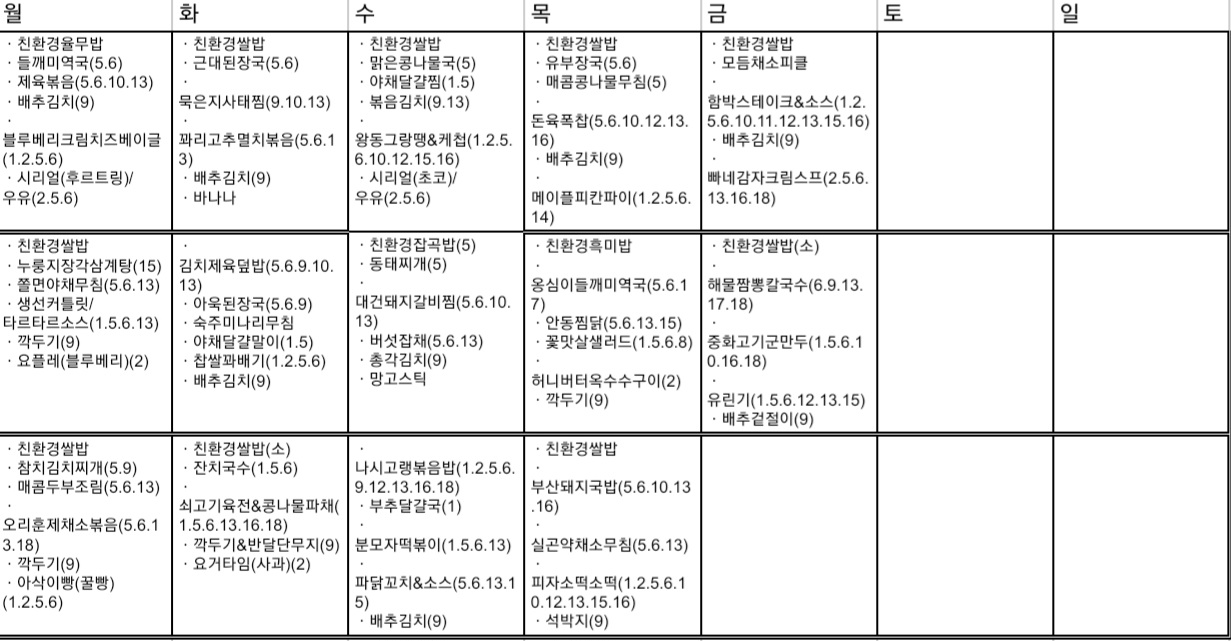 월
화
수
목
금
토
일
· 친환경율무밥
· 들깨미역국(5.6)
· 제육볶음(5.6.10.13)
· 배추김치(9)
·
블루베리크림치즈베이글
(1.2.5.6)
· 시리얼(후르트링)/
우유(2.5.6)
· 친환경쌀밥
· 근대된장국(5.6)
·
묵은지사태찜(9.10.13)
·
꽈리고추멸치볶음(5.6.1
3)
· 배추김치(9)
· 바나나
· 친환경쌀밥
· 맑은콩나물국(5)
· 야채달걀찜(1.5)
· 볶음김치(9.13)
·
왕동그랑땡&케첩(1.2.5.
6.10.12.15.16)
· 시리얼(초코)/
우유(2.5.6)
· 친환경쌀밥
· 유부장국(5.6)
· 매콤콩나물무침(5)
·
돈육폭찹(5.6.10.12.13.
16)
· 배추김치(9)
·
메이플피칸파이(1.2.5.6.
14)
· 친환경쌀밥
· 모듬채소피클
·
함박스테이크&소스(1.2.
5.6.10.11.12.13.15.16)
· 배추김치(9)
·
빠네감자크림스프(2.5.6.
13.16.18)
· 친환경쌀밥
· 누룽지장각삼계탕(15)
· 쫄면야채무침(5.6.13)
· 생선커틀릿/
타르타르소스(1.5.6.13)
· 깍두기(9)
· 요플레(블루베리)(2)
·
김치제육덮밥(5.6.9.10.
13)
· 아욱된장국(5.6.9)
· 숙주미나리무침
· 야채달걀말이(1.5)
· 찹쌀꽈배기(1.2.5.6)
· 배추김치(9)
· 친환경잡곡밥(5)
· 동태찌개(5)
·
대건돼지갈비찜(5.6.10.
13)
· 버섯잡채(5.6.13)
· 총각김치(9)
· 망고스틱
· 친환경흑미밥
·
옹심이들깨미역국(5.6.1
7)
· 안동찜닭(5.6.13.15)
· 꽃맛살샐러드(1.5.6.8)
·
허니버터옥수수구이(2)
· 깍두기(9)
· 친환경쌀밥(소)
·
해물짬뽕칼국수(6.9.13.
17.18)
·
중화고기군만두(1.5.6.1
0.16.18)
·
유린기(1.5.6.12.13.15)
· 배추겉절이(9)
· 친환경쌀밥
· 참치김치찌개(5.9)
· 매콤두부조림(5.6.13)
·
오리훈제채소볶음(5.6.1
3.18)
· 깍두기(9)
· 아삭이빵(꿀빵)
(1.2.5.6)
· 친환경쌀밥(소)
· 잔치국수(1.5.6)
·
쇠고기육전&콩나물파채(
1.5.6.13.16.18)
· 깍두기&반달단무지(9)
· 요거타임(사과)(2)
·
나시고랭볶음밥(1.2.5.6.
9.12.13.16.18)
· 부추달걀국(1)
·
분모자떡볶이(1.5.6.13)
·
파닭꼬치&소스(5.6.13.1
5)
· 배추김치(9)
· 친환경쌀밥
·
부산돼지국밥(5.6.10.13
.16)
·
실곤약채소무침(5.6.13)
·
피자소떡소떡(1.2.5.6.1
0.12.13.15.16)
· 석박지(9)